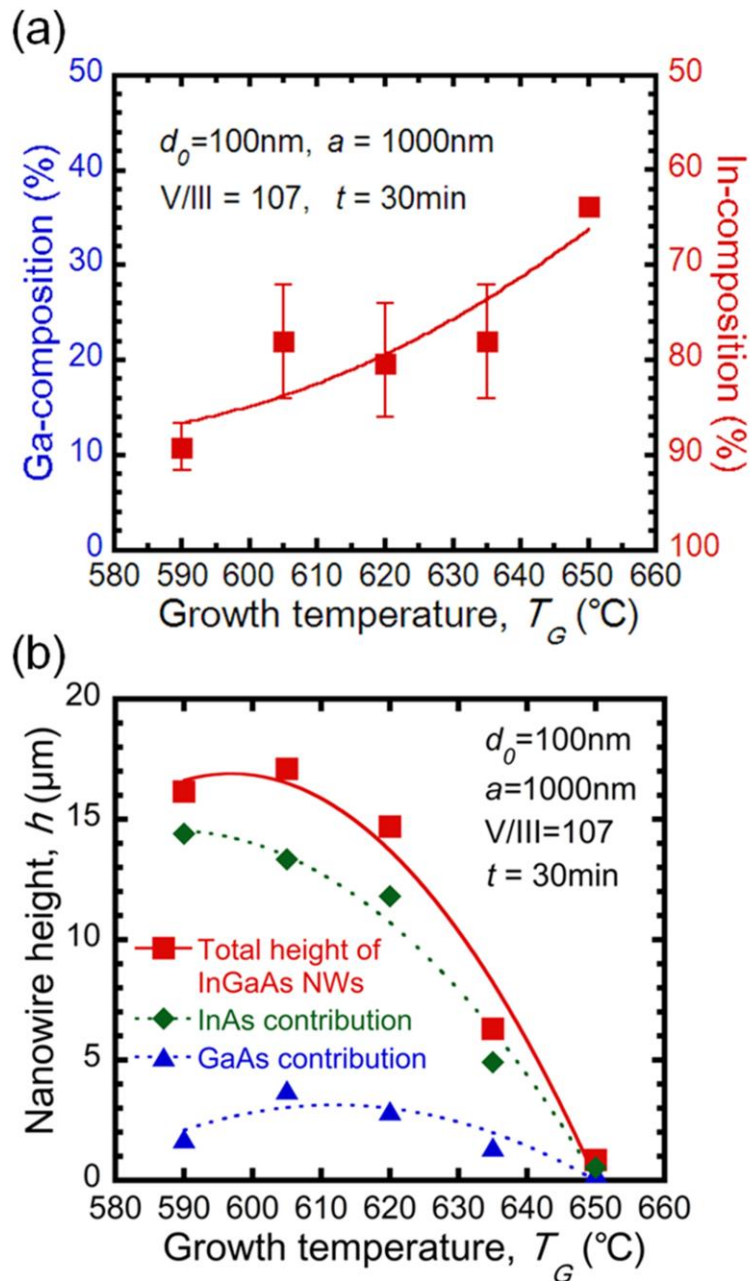 (a)
50
40
30
20
10
0
Ga-composition (%)
d0=100nm, a = 1000nm
V/III = 107, t = 30min
50
60
70
80
90
100
In-composition (%)
580 590 600 610 620 630 640 650 660
Growth temperature, TG (°C)
(b)
20
15
10
5
0
Nanowire height, h (μm)
d0=100nm
a=1000nm
V/III=107
t = 30min
Total height of
InGaAs NWs
InAs contribution
GaAs contribution
580 590 600 610 620 630 640 650 660
Growth temperature, TG (°C)